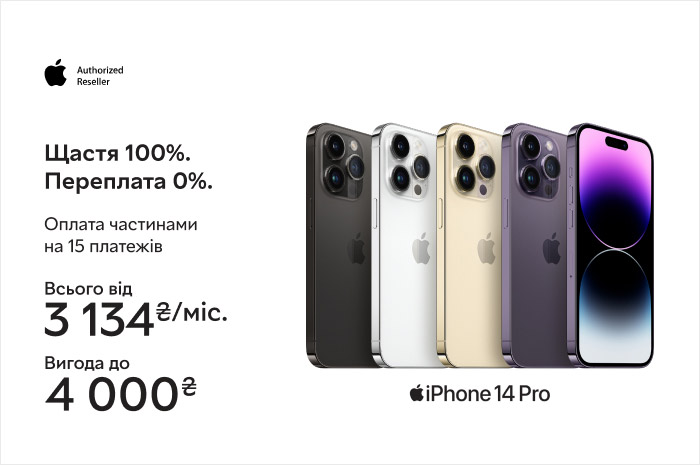 Authorized
Reseller
Щастя 100%.
Переплата 0%.
Оплата частинами
на 15 платежів
Всього від
3 134₴/міс.
Вигода до
4 000₴
iPhone 14 Pro